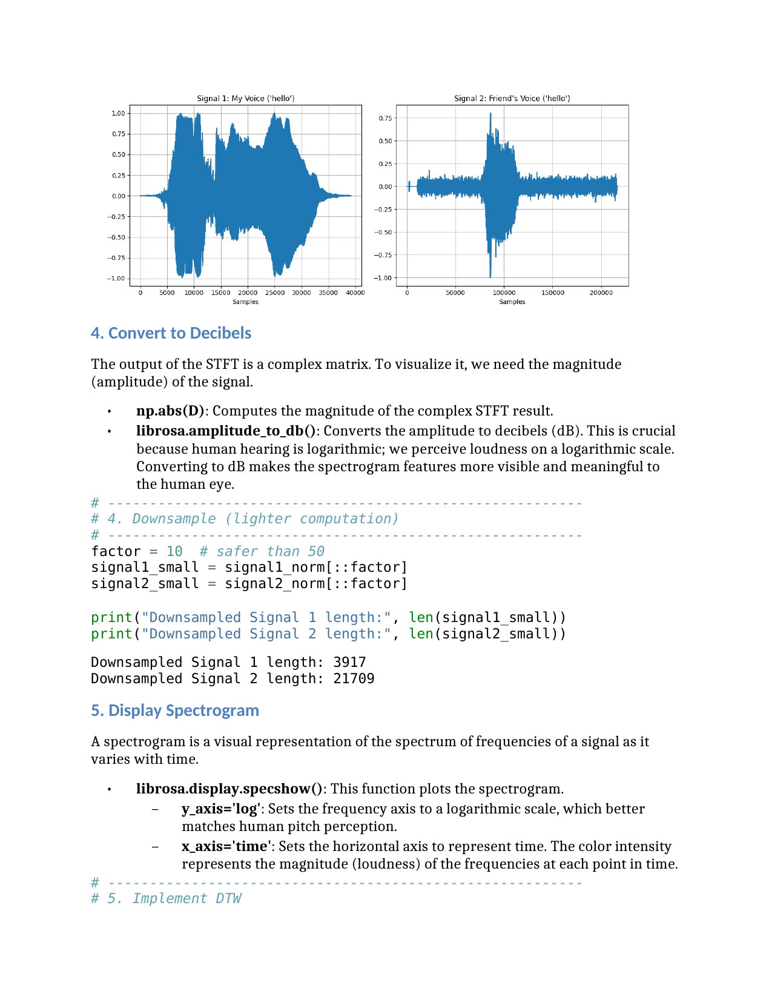 Signal 1: My Voice ('hello')
1.00
0.75
0.50
0.25
0.00
−0.25
−0.50
−0.75
−1.00
0 5000 10000 15000 20000 25000 30000 35000 40000
Samples
Signal 2: Friend’s Voice ('hello')
0.75
0.50
0.25
0.00
−0.25
−0.50
−0.75
−1.00
0 50000 100000 150000 200000
Samples
4. Convert to Decibels
The output of the STFT is a complex matrix. To visualize it, we need the magnitude
(amplitude) of the signal.
• np.abs(D): Computes the magnitude of the complex STFT result.
• librosa.amplitude_to_db(): Converts the amplitude to decibels (dB). This is crucial
because human hearing is logarithmic; we perceive loudness on a logarithmic scale.
Converting to dB makes the spectrogram features more visible and meaningful to
the human eye.
# ---------------------------------------------------------
# 4. Downsample (lighter computation)
# ---------------------------------------------------------
factor = 10  # safer than 50
signal1_small = signal1_norm[::factor]
signal2_small = signal2_norm[::factor]
print("Downsampled Signal 1 length:", len(signal1_small))
print("Downsampled Signal 2 length:", len(signal2_small))
Downsampled Signal 1 length: 3917
Downsampled Signal 2 length: 21709
5. Display Spectrogram
A spectrogram is a visual representation of the spectrum of frequencies of a signal as it
varies with time.
• librosa.display.specshow(): This function plots the spectrogram.
– y_axis='log': Sets the frequency axis to a logarithmic scale, which better
matches human pitch perception.
– x_axis='time': Sets the horizontal axis to represent time. The color intensity
represents the magnitude (loudness) of the frequencies at each point in time.
# ---------------------------------------------------------
# 5. Implement DTW